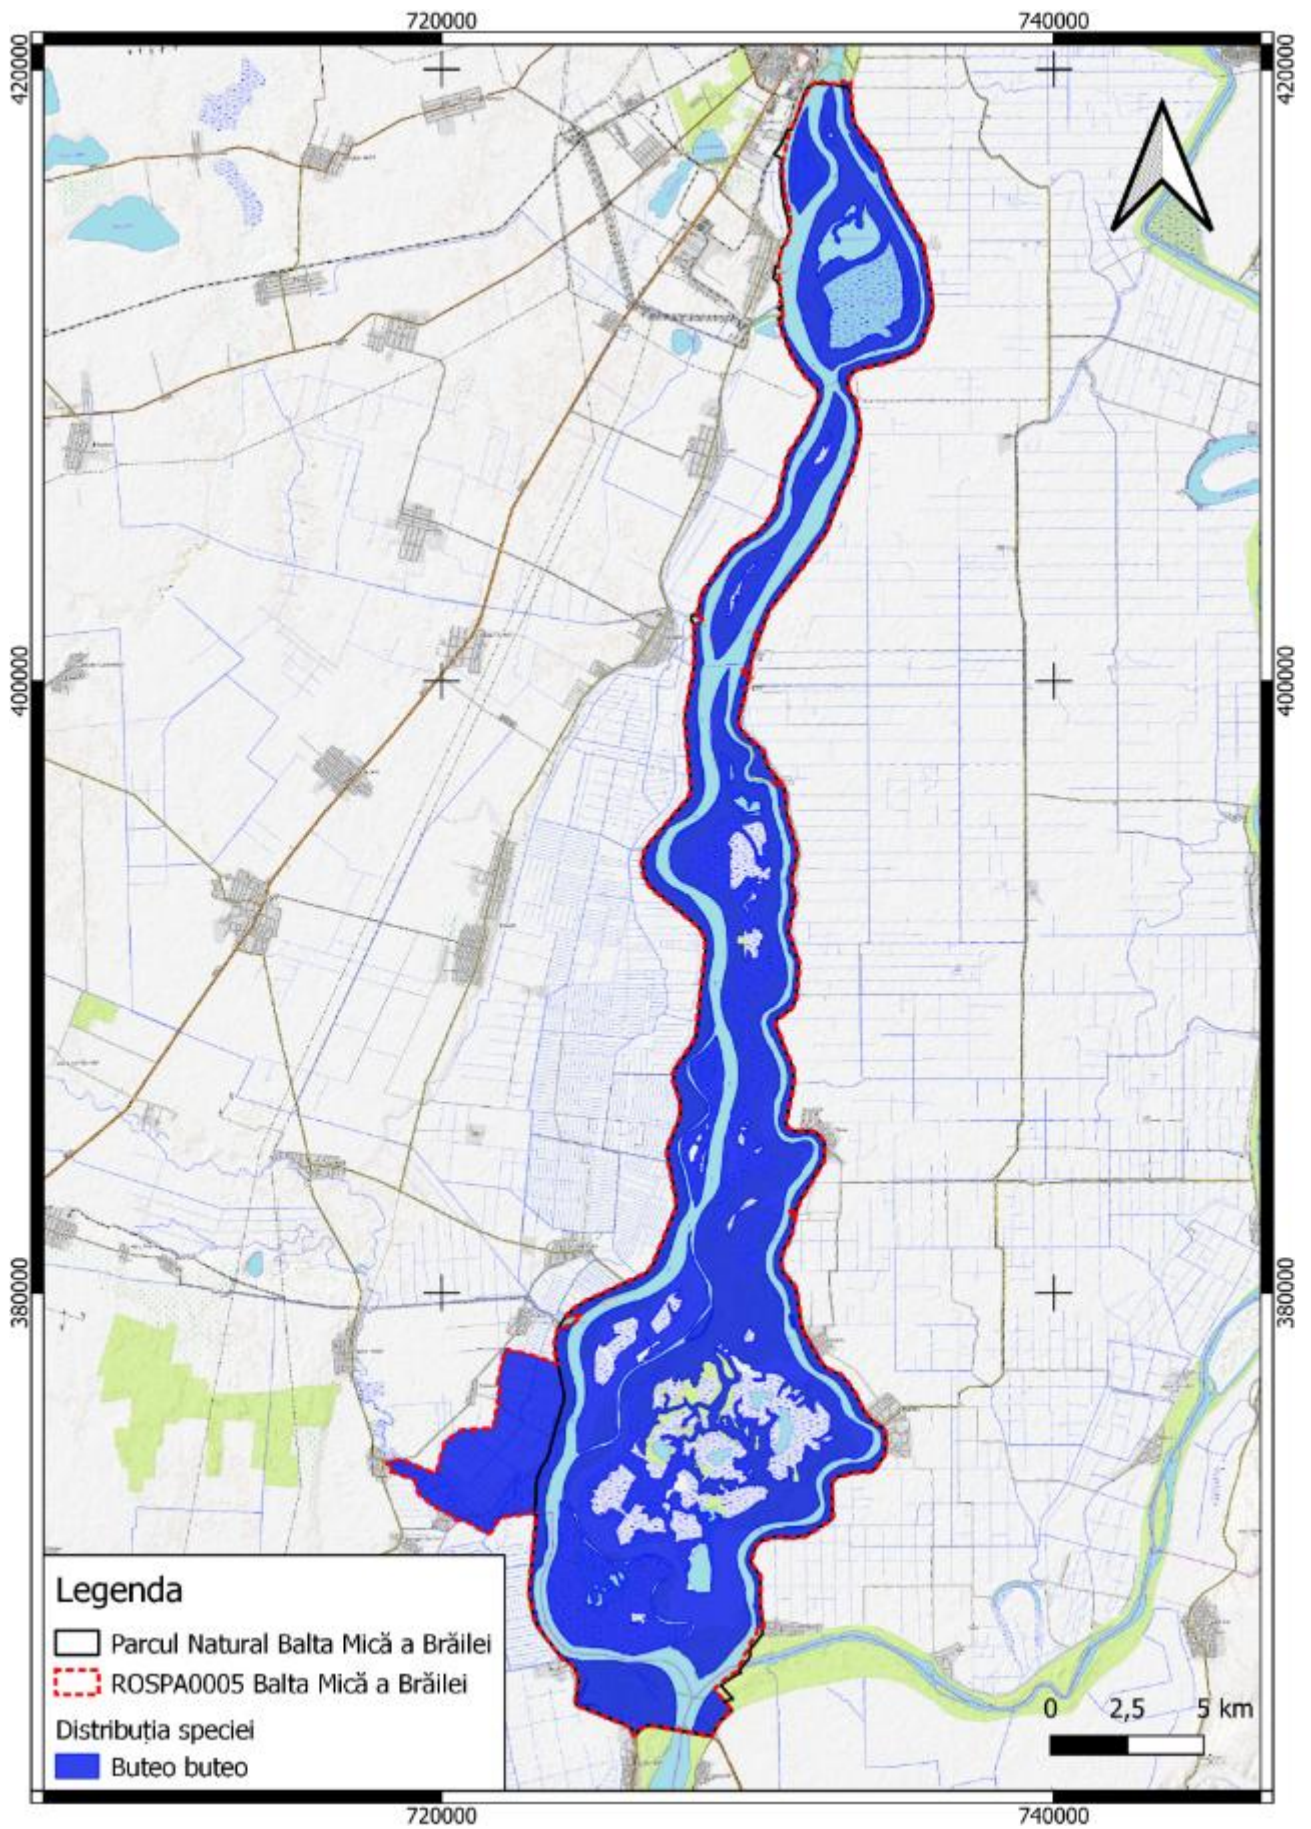 720000 740000
420000 420000
400000 400000
380000 380000
Legenda
Parcul Natural Balta Mică a Brăilei
ROSPA0005 Balta Mică a Brăilei
Distribuția speciei
Buteo buteo
0 2,5 5 km
720000 740000